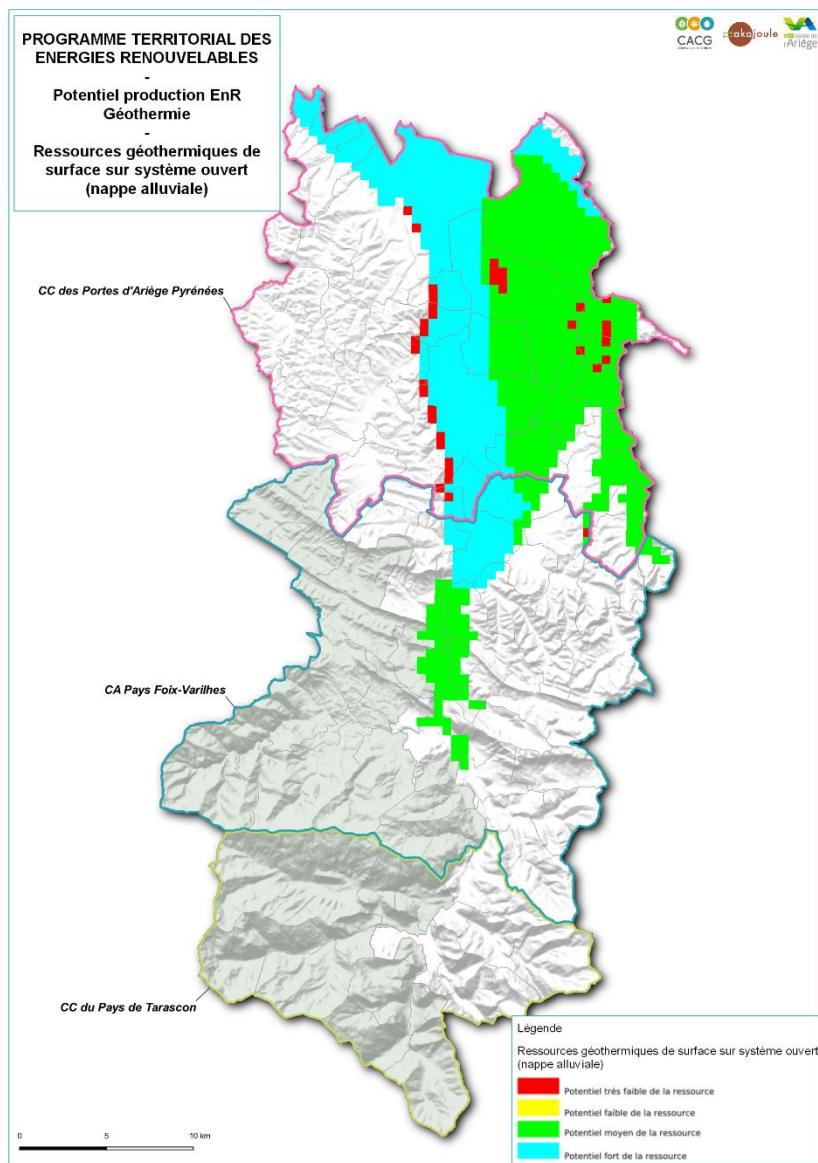 PROGRAMME TERRITORIAL DES
ENERGIES RENOUVELABLES
-
Potentiel production EnR
Géothermie
-
Ressources géothermiques de
surface sur système ouvert
(nappe alluviale)
CACG
akajoule
vallée de
l'Ariège
CC des Portes d'Ariège Pyrénées
CA Pays Foix-Varilhes
CC du Pays de Tarascon
Légende
Ressources géothermiques de surface sur système ouvert
(nappe alluviale)
Potentiel très faible de la ressource
Potentiel faible de la ressource
Potentiel moyen de la ressource
Potentiel fort de la ressource
0 5 10 km